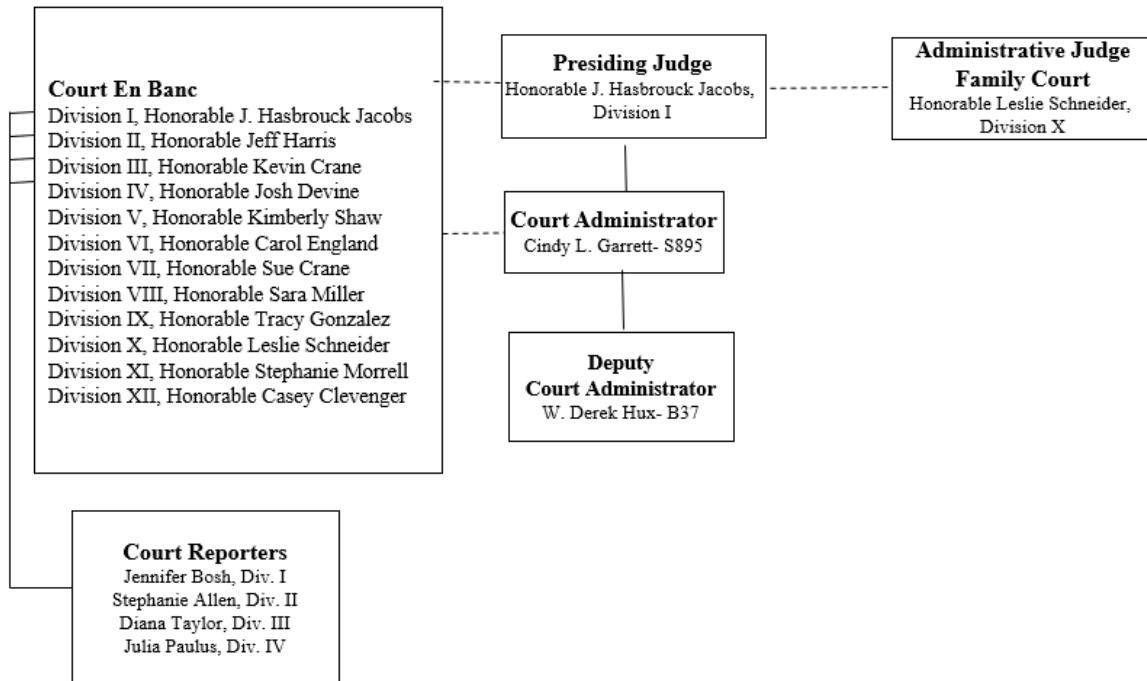 Court En Banc
Division I, Honorable J. Hasbrouck Jacobs
Division II, Honorable Jeff Harris
Division III, Honorable Kevin Crane
Division IV, Honorable Josh Devine
Division V, Honorable Kimberly Shaw
Division VI, Honorable Carol England
Division VII, Honorable Sue Crane
Division VIII, Honorable Sara Miller
Division IX, Honorable Tracy Gonzalez
Division X, Honorable Leslie Schneider
Division XI, Honorable Stephanie Morrell
Division XII, Honorable Casey Clevenger
Presiding Judge
Honorable J. Hasbrouck Jacobs,
Division I
Administrative Judge
Family Court
Honorable Leslie Schneider,
Division X
Court Administrator
Cindy L. Garrett- S895
Deputy
Court Administrator
W. Derek Hux- B37
Court Reporters
Jennifer Bosh, Div. I
Stephanie Allen, Div. II
Diana Taylor, Div. III
Julia Paulus, Div. IV